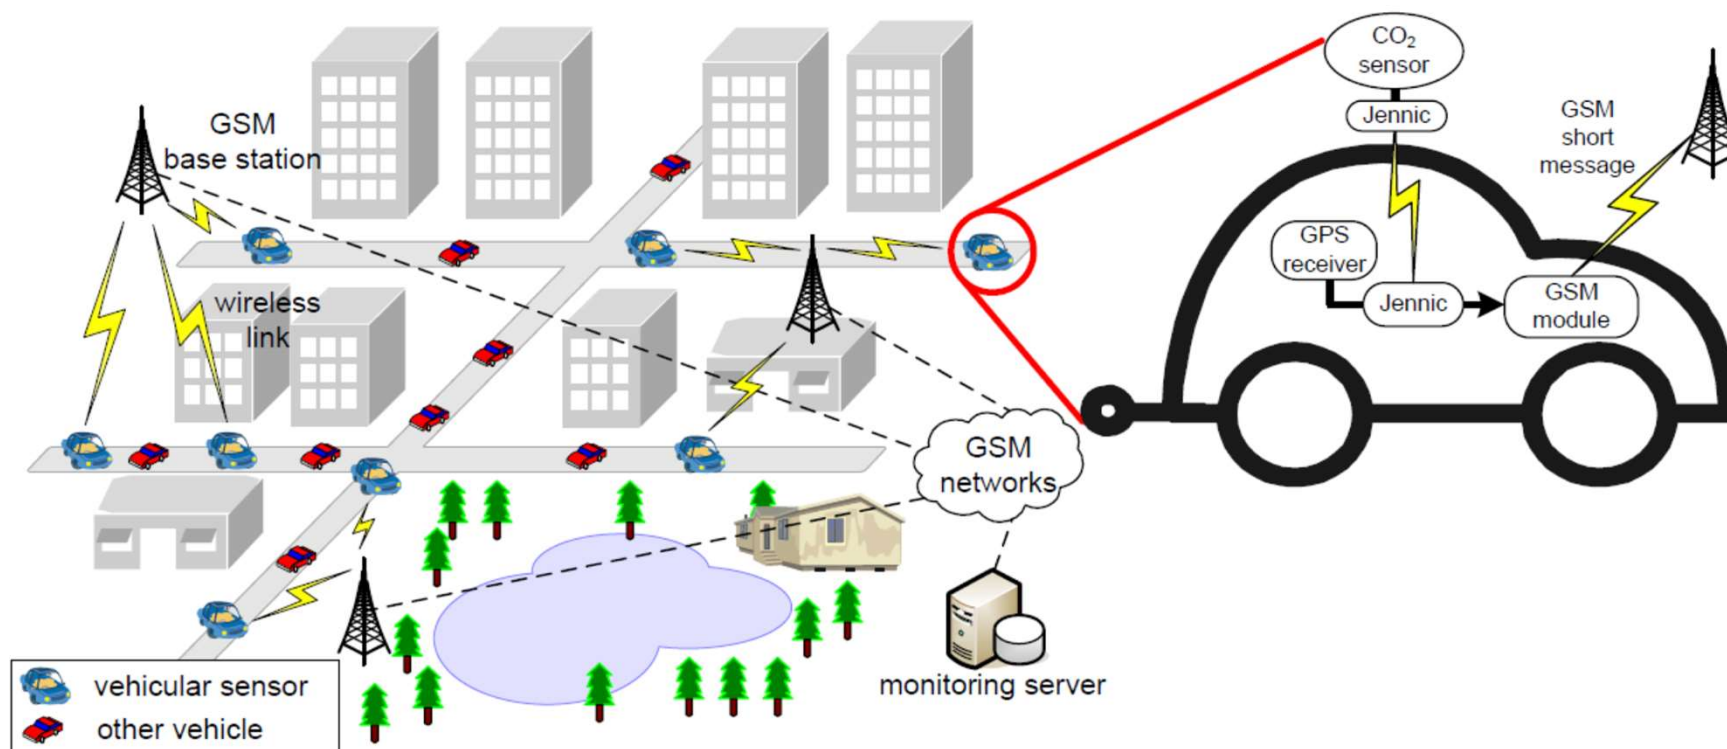 GSM
base station
wireless
link
GSM
networks
monitoring server
vehicular sensor
other vehicle
CO₂
sensor
Jennic
GSM
short
message
GPS
receiver
Jennic
GSM
module